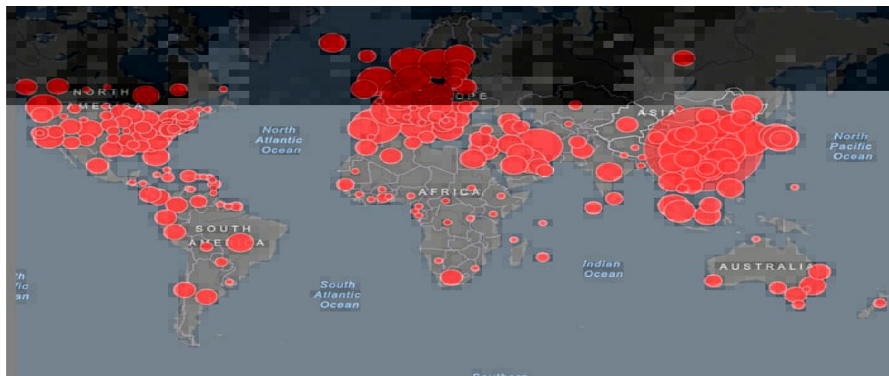 NORTH
AMERICA
ASIA
North
Atlantic
Ocean
North
Pacific
Ocean
AFRICA
SOUTH
AMERICA
South
Atlantic
Ocean
Indian
Ocean
AUSTRALIA